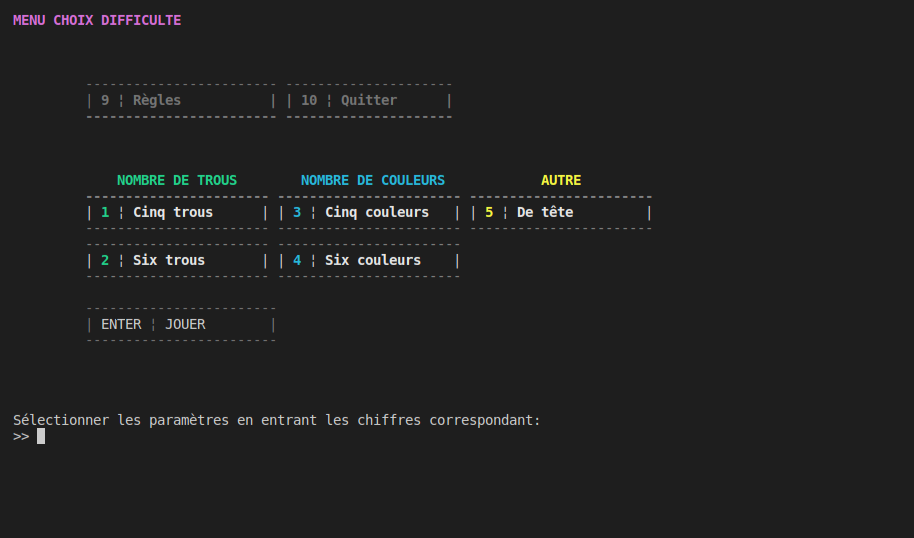 MENU CHOIX DIFFICULTE
------------------------ ---------------------
| 9 ¦ Règles           | | 10 ¦ Quitter      |
------------------------ ---------------------
NOMBRE DE TROUS        NOMBRE DE COULEURS            AUTRE
----------------------- ----------------------- -----------------------
| 1 ¦ Cinq trous      | | 3 ¦ Cinq couleurs   | | 5 ¦ De tête         |
----------------------- ----------------------- -----------------------
----------------------- -----------------------
| 2 ¦ Six trous       | | 4 ¦ Six couleurs    |
----------------------- -----------------------
------------------------
| ENTER ¦ JOUER        |
------------------------
Sélectionner les paramètres en entrant les chiffres correspondant:
>>